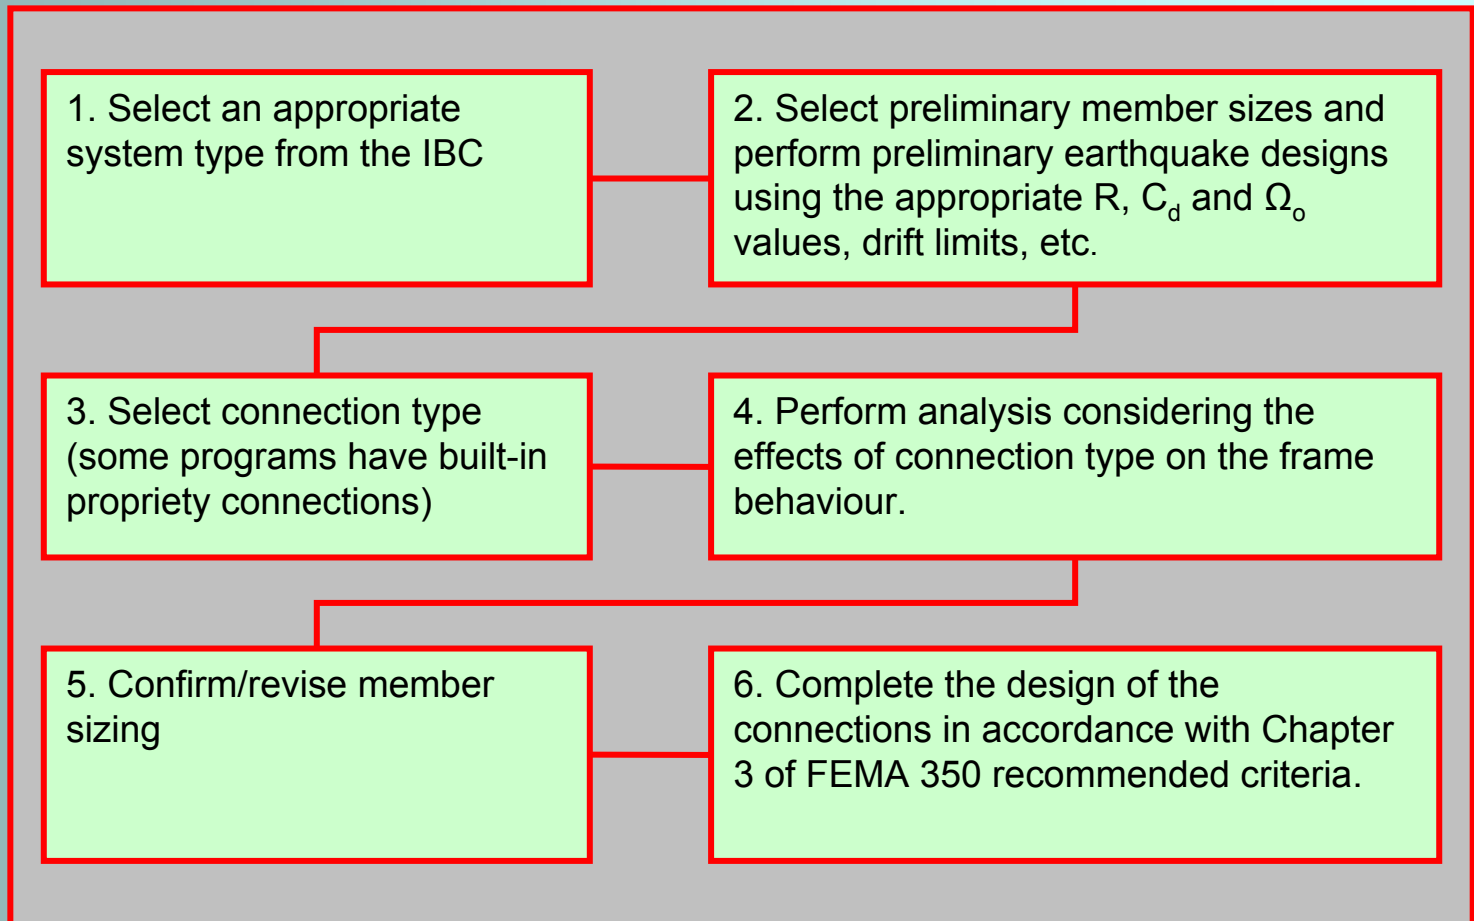 1. Select an appropriate
system type from the IBC
2. Select preliminary member sizes and
perform preliminary earthquake designs
using the appropriate R, C_d and Ω_o
values, drift limits, etc.
3. Select connection type
(some programs have built-in
propriety connections)
4. Perform analysis considering the
effects of connection type on the frame
behaviour.
5. Confirm/revise member
sizing
6. Complete the design of the
connections in accordance with Chapter
3 of FEMA 350 recommended criteria.